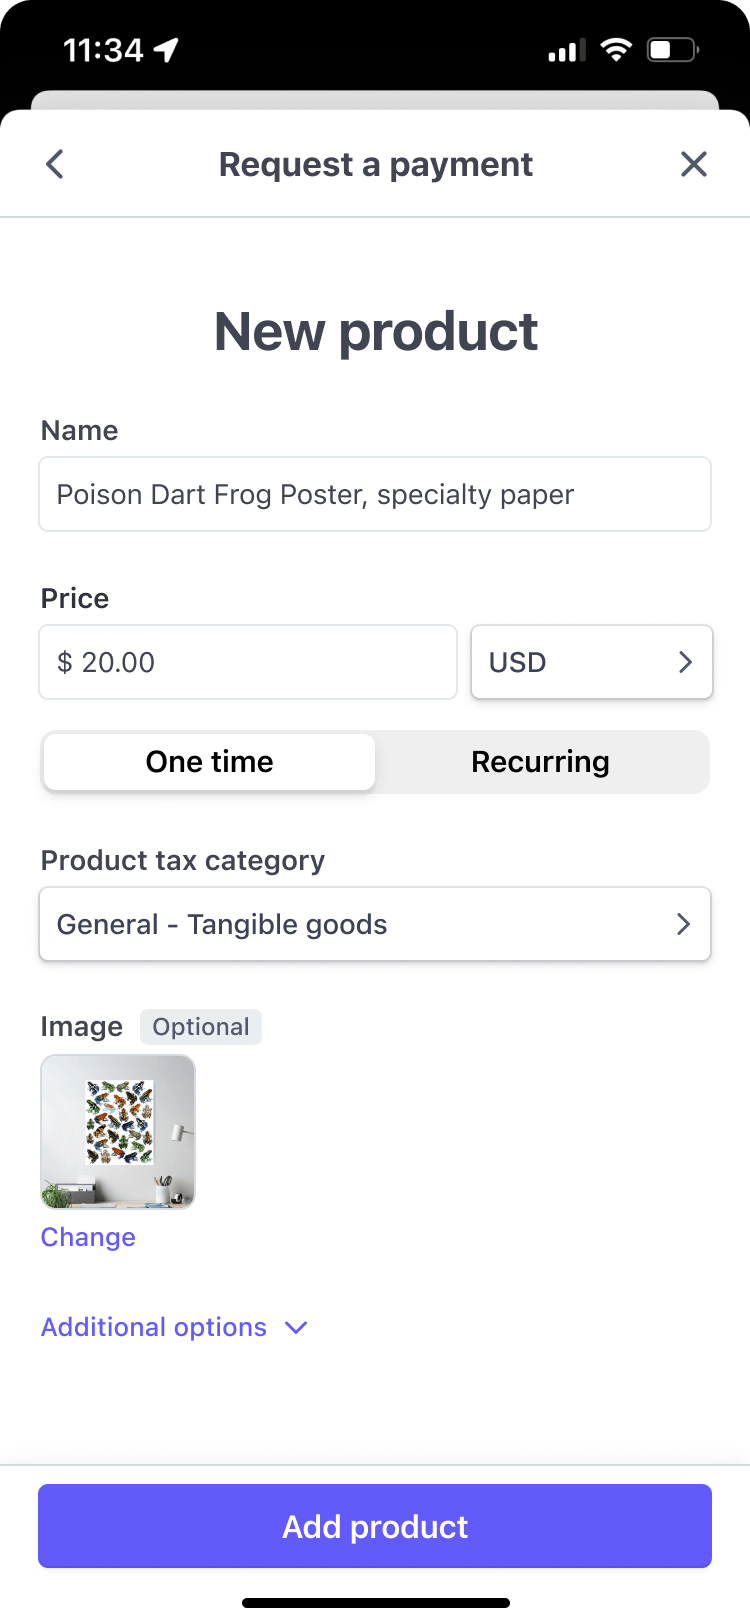 11:34
Request a payment
New product
Name
Poison Dart Frog Poster, specialty paper
Price
$ 20.00
USD
One time
Recurring
Product tax category
General - Tangible goods
Image Optional
Change
Additional options
Add product